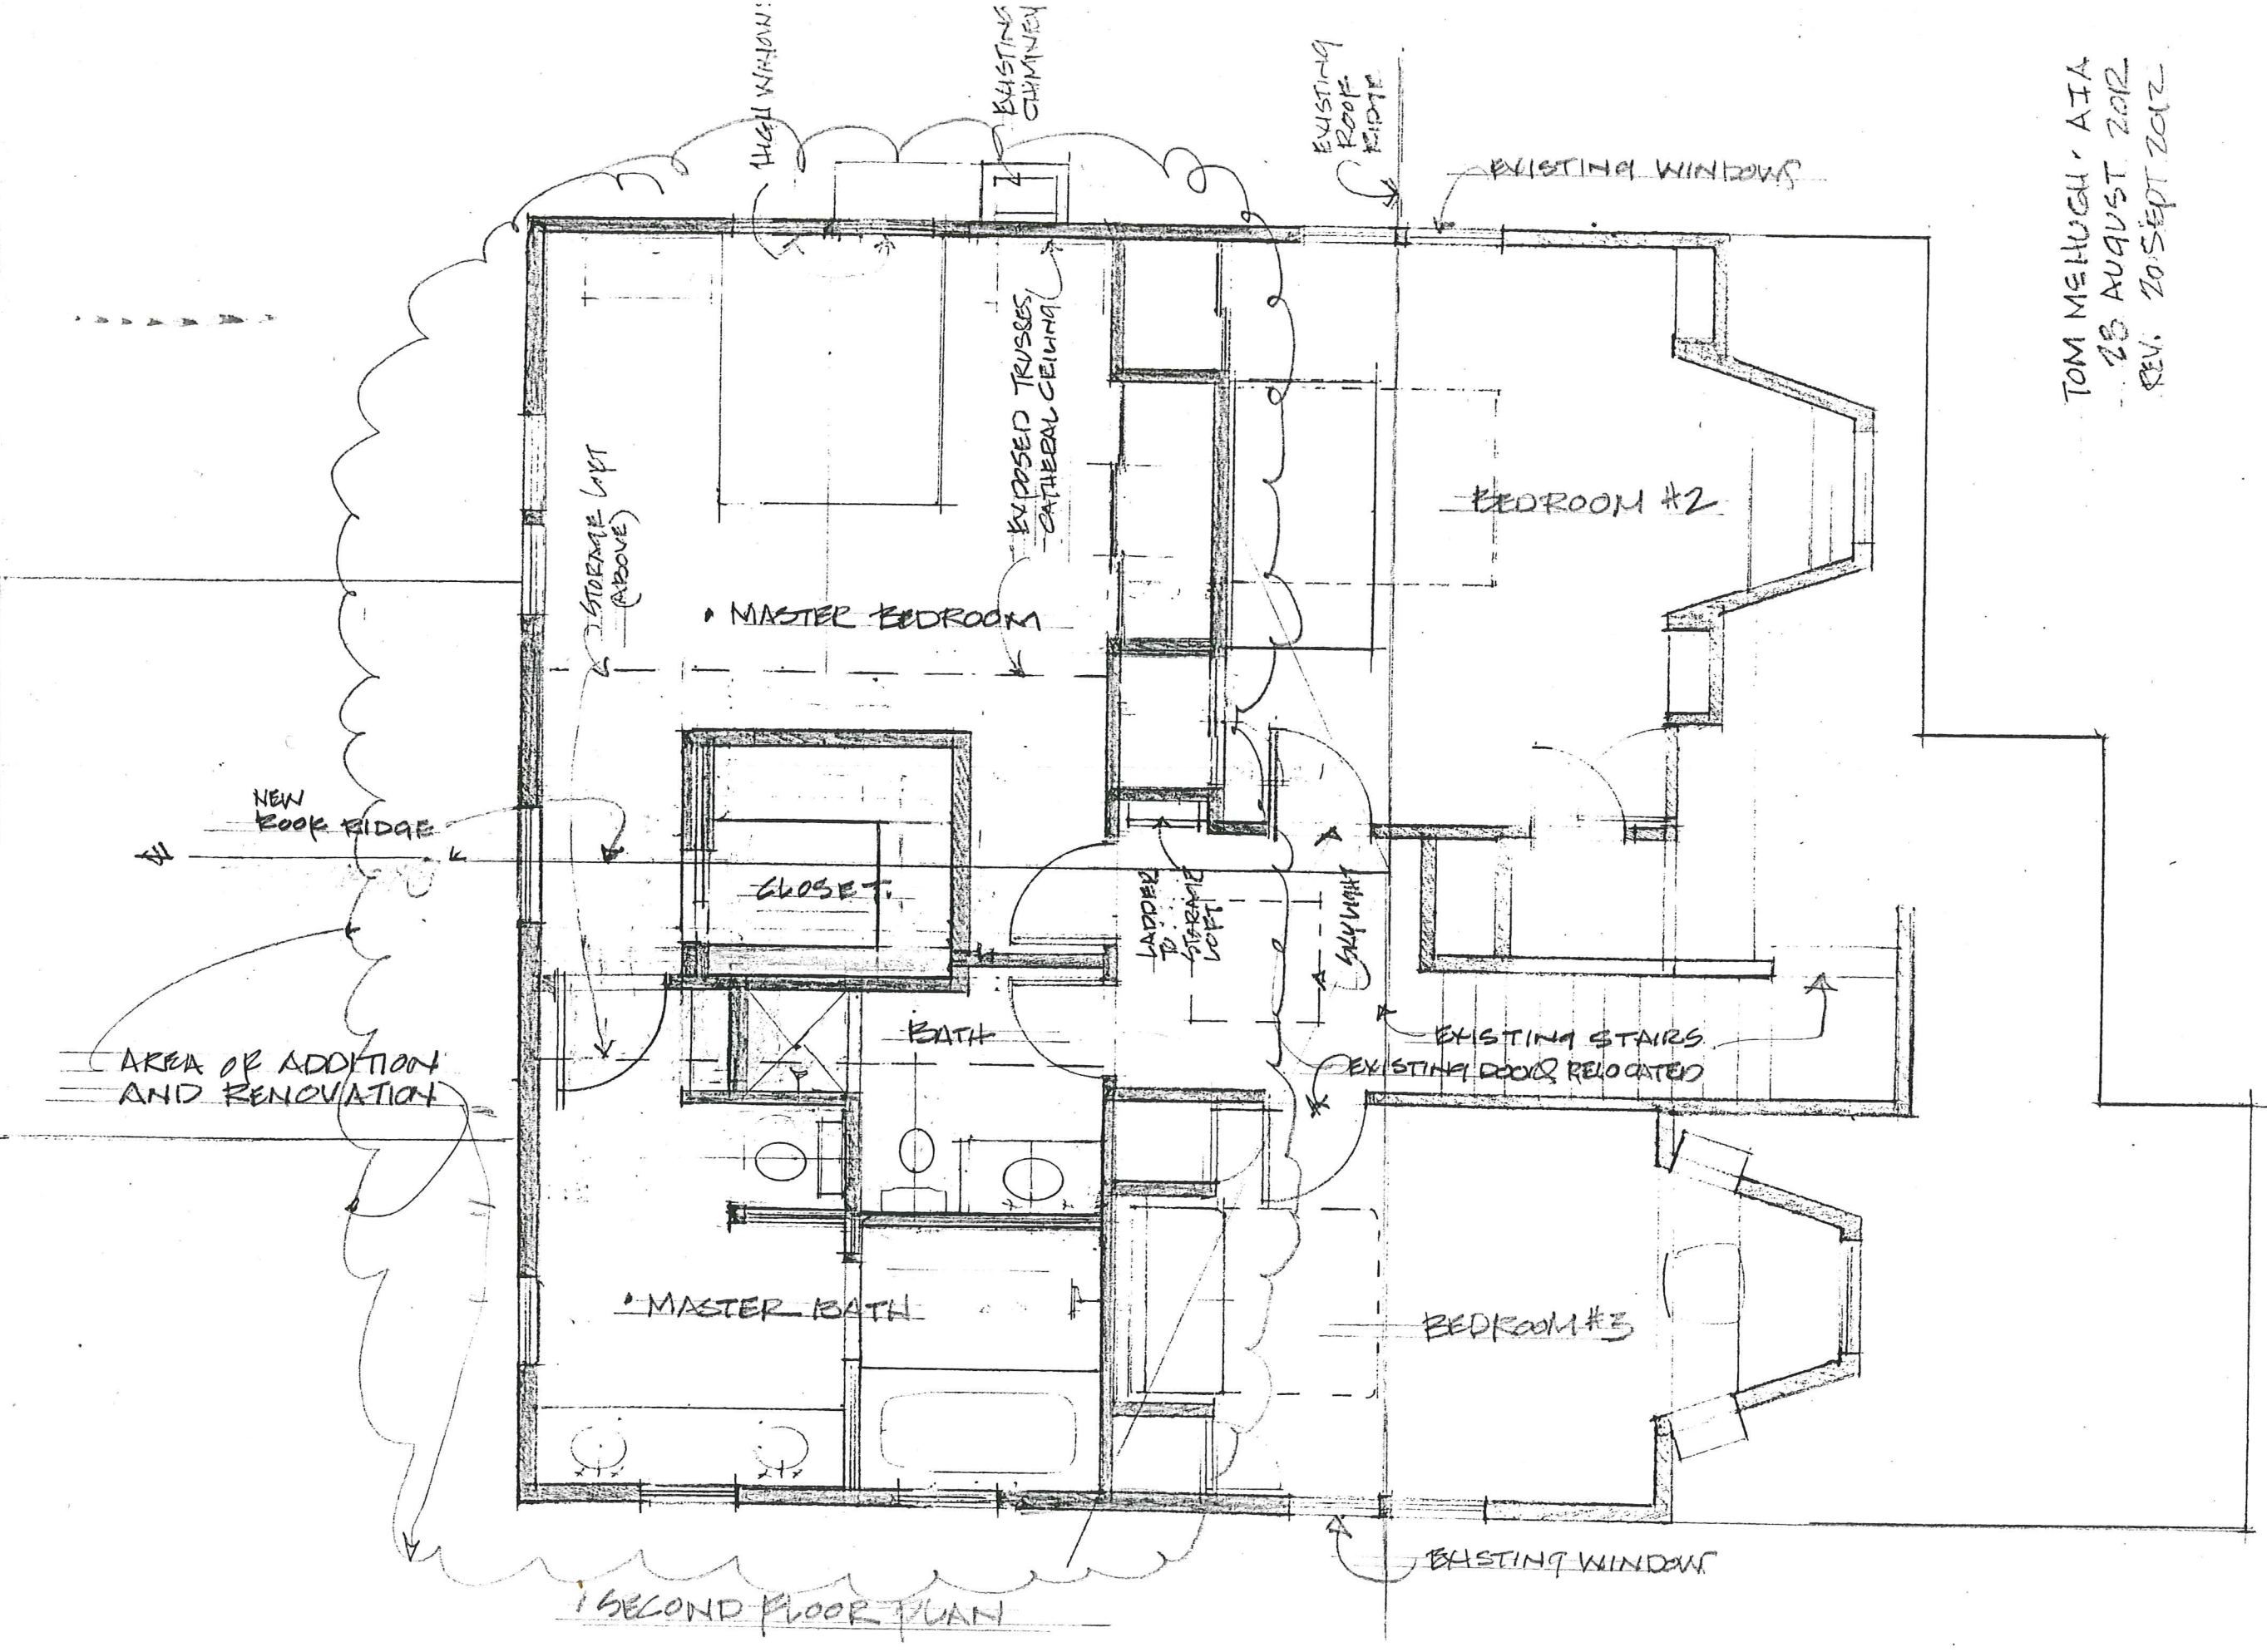 HIGH WINDOWS
EXISTING
CHIMNEY
EXISTING
ROOF
RIDGE
EXISTING WINDOWS
TOM MCHUGH · AIA
28 AUGUST 2012
REV. 20 SEPT 2012
STORAGE LOFT
(ABOVE)
EXPOSED TRUSSES,
CATHERAL CEILING
BEDROOM #2
• MASTER BEDROOM
NEW
ROOF RIDGE
CLOSET
LADDER
TO
STORAGE
LOFT
SKYLIGHT
BATH
EXISTING STAIRS
EXISTING DOOR RELOCATED
AREA OF ADDITION
AND RENOVATION
• MASTER BATH
BEDROOM #3
EXISTING WINDOW
SECOND FLOOR PLAN